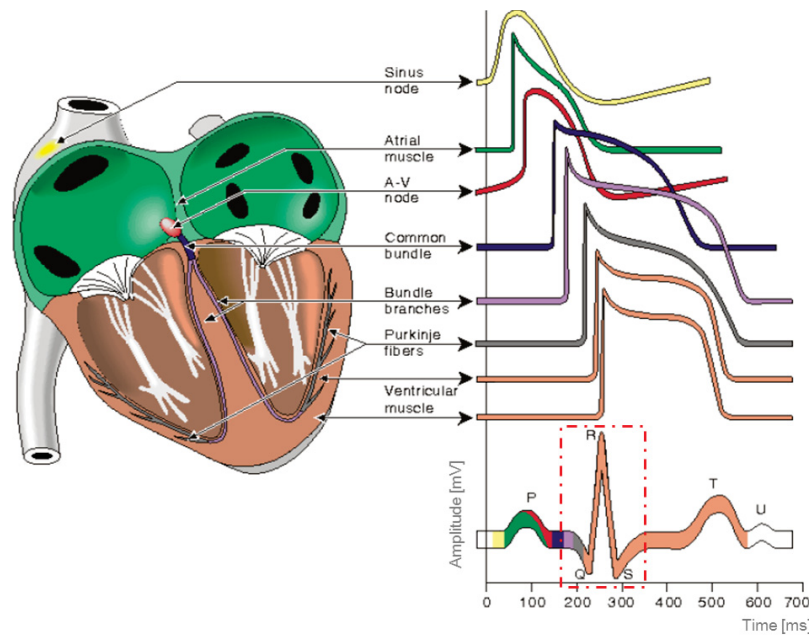 Sinus
node
Atrial
muscle
A-V
node
Common
bundle
Bundle
branches
Purkinje
fibers
Ventricular
muscle
Amplitude [mV]
P
Q
R
S
T
U
0 100 200 300 400 500 600 700
Time [ms]